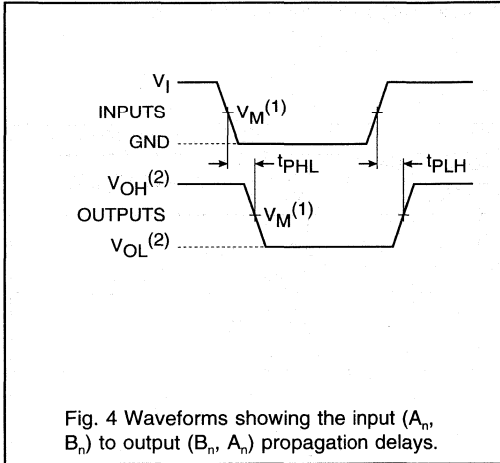 V_I
INPUTS
V_M(1)
GND
t_PHL
t_PLH
V_OH(2)
OUTPUTS
V_M(1)
V_OL(2)
Fig. 4 Waveforms showing the input (A_n,
B_n) to output (B_n, A_n) propagation delays.